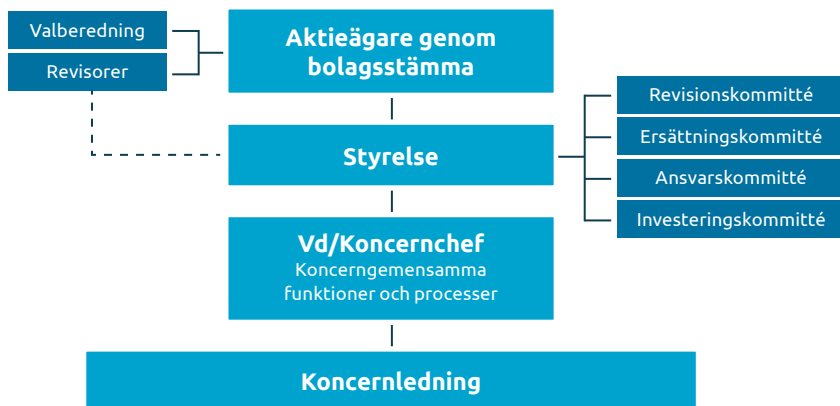 Valberedning
Revisorer
Aktieägare genom
bolagsstämma
Revisionskommitté
Ersättningskommitté
Ansvarskommitté
Investeringskommitté
Styrelse
Vd/Koncernchef
Koncerngemensamma
funktioner och processer
Koncernledning